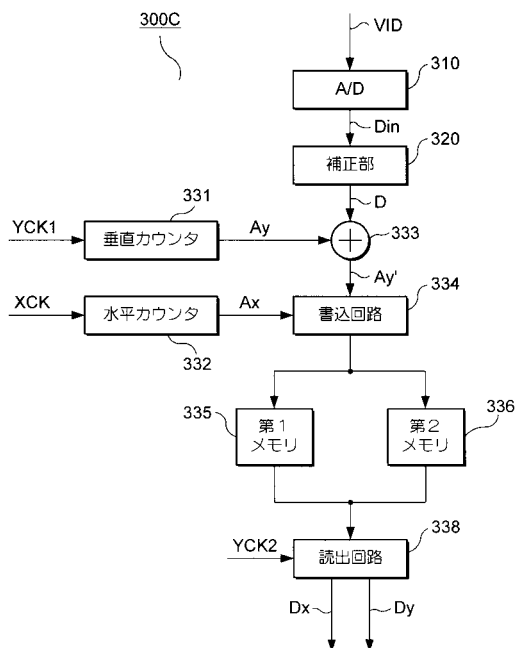 300C
VID
310
A/D
Din
320
補正部
331
D
YCK1
垂直カウンタ
Ay
+
333
Ay'
334
XCK
水平カウンタ
Ax
書込回路
332
335
第1
メモリ
第2
メモリ
336
YCK2
338
読出回路
Dx
Dy